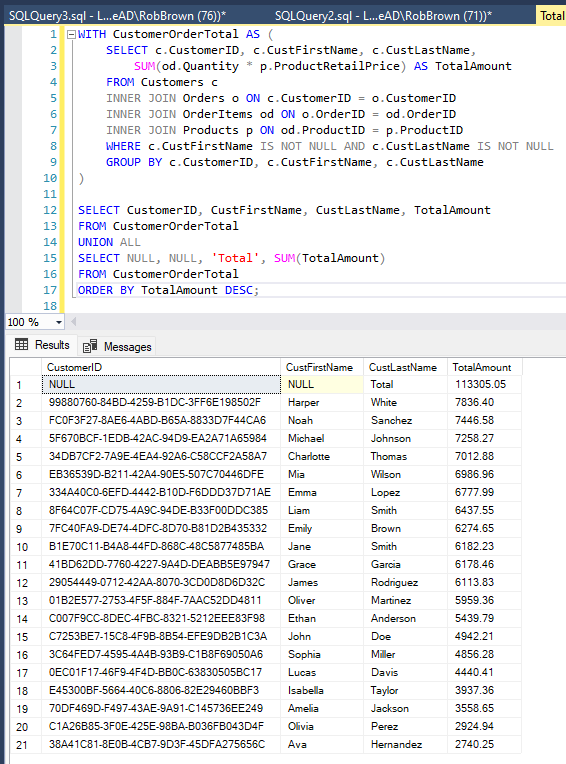 SQLQuery3.sql - L...eAD\RobBrown (76))* SQLQuery2.sql - L...eAD\RobBrown (71))* Total
1 WITH CustomerOrderTotal AS (
2 SELECT c.CustomerID, c.CustFirstName, c.CustLastName,
3 SUM(od.Quantity * p.ProductRetailPrice) AS TotalAmount
4 FROM Customers c
5 INNER JOIN Orders o ON c.CustomerID = o.CustomerID
6 INNER JOIN OrderItems od ON o.OrderID = od.OrderID
7 INNER JOIN Products p ON od.ProductID = p.ProductID
8 WHERE c.CustFirstName IS NOT NULL AND c.CustLastName IS NOT NULL
9 GROUP BY c.CustomerID, c.CustFirstName, c.CustLastName
10 )
11
12 SELECT CustomerID, CustFirstName, CustLastName, TotalAmount
13 FROM CustomerOrderTotal
14 UNION ALL
15 SELECT NULL, NULL, 'Total', SUM(TotalAmount)
16 FROM CustomerOrderTotal
17 ORDER BY TotalAmount DESC;
18
100 %
Results Messages
CustomerID CustFirstName CustLastName TotalAmount
1 NULL NULL Total 113305.05
2 99880760-84BD-4259-B1DC-3FF6E198502F Harper White 7836.40
3 FC0F3F27-8AE6-4ABD-B65A-8833D7F44CA6 Noah Sanchez 7446.58
4 5F670BCF-1EDB-42AC-94D9-EA2A71A65984 Michael Johnson 7258.27
5 34DB7CF2-7A9E-4EA4-92A6-C58CCF2A58A7 Charlotte Thomas 7012.88
6 EB36539D-B211-42A4-90E5-507C70446DFE Mia Wilson 6986.96
7 334A40C0-6EFD-4442-B10D-F6DDD37D71AE Emma Lopez 6777.99
8 8F64C07F-CD75-4A9C-94DE-B33F00DDC385 Liam Smith 6437.55
9 7FC40FA9-DE74-4DFC-8D70-B81D2B435332 Emily Brown 6274.65
10 B1E70C11-B4A8-44FD-868C-48C5877485BA Jane Smith 6182.23
11 41BD62DD-7760-4227-9A4D-DEABB5E97947 Grace Garcia 6178.46
12 29054449-0712-42AA-8070-3CD0D8D6D32C James Rodriguez 6113.83
13 01B2E577-2753-4F5F-884F-7AAC52DD4811 Oliver Martinez 5959.36
14 C007F9CC-8DEC-4FBC-8321-5212EEE83F98 Ethan Anderson 5439.79
15 C7253BE7-15C8-4F9B-8B54-EFE9DB2B1C3A John Doe 4942.21
16 3C64FED7-4595-4A4B-93B9-C1B8F69050A6 Sophia Miller 4856.28
17 0EC01F17-46F9-4F4D-BB0C-63830505BC17 Lucas Davis 4440.41
18 E45300BF-5664-40C6-8806-82E29460BBF3 Isabella Taylor 3937.36
19 70DF469D-F497-43AE-9A91-C145736EE249 Amelia Jackson 3558.65
20 C1A26B85-3F0E-425E-98BA-B036FB043D4F Olivia Perez 2924.94
21 38A41C81-8E0B-4CB7-9D3F-45DFA275656C Ava Hernandez 2740.25